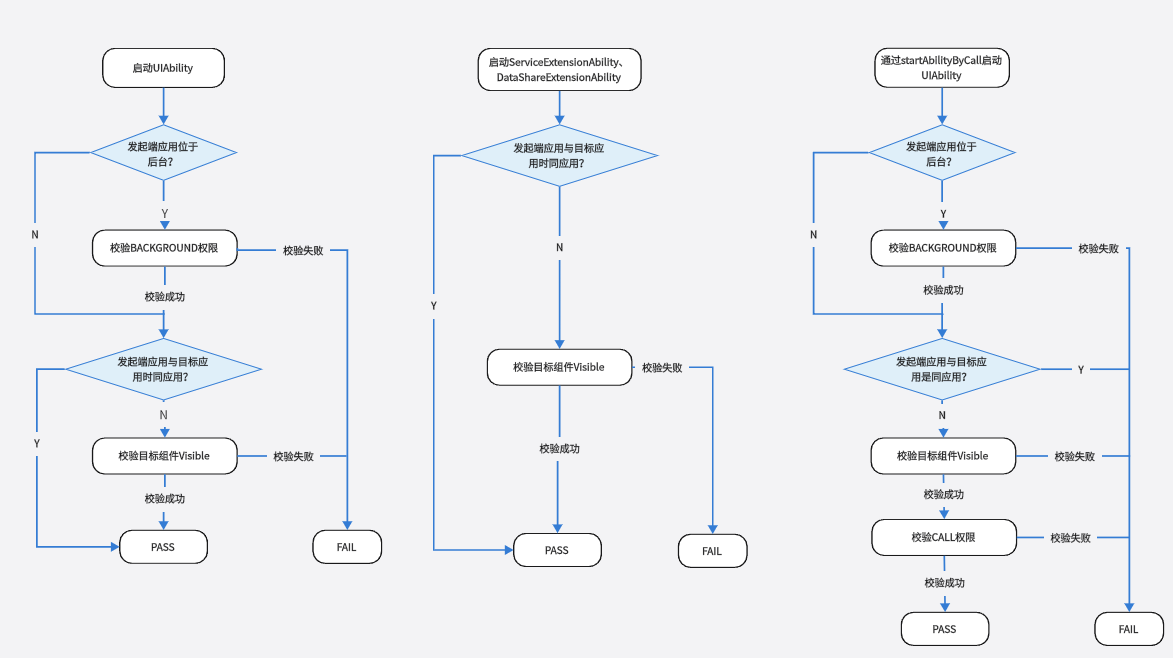 启动UIAbility
发起端应用位于
后台？
Y
N
校验BACKGROUND权限
校验失败
校验成功
发起端应用与目标应
用时同应用？
N
Y
校验目标组件Visible
校验失败
校验成功
PASS
FAIL
启动ServiceExtensionAbility、
DataShareExtensionAbility
发起端应用与目标应
用时同应用？
N
Y
校验目标组件Visible
校验失败
校验成功
PASS
FAIL
通过startAbilityByCall启动
UIAbility
发起端应用位于
后台？
Y
N
校验BACKGROUND权限
校验失败
校验成功
发起端应用与目标应
用是同应用？
Y
N
校验目标组件Visible
校验失败
校验成功
校验CALL权限
校验失败
校验成功
PASS
FAIL